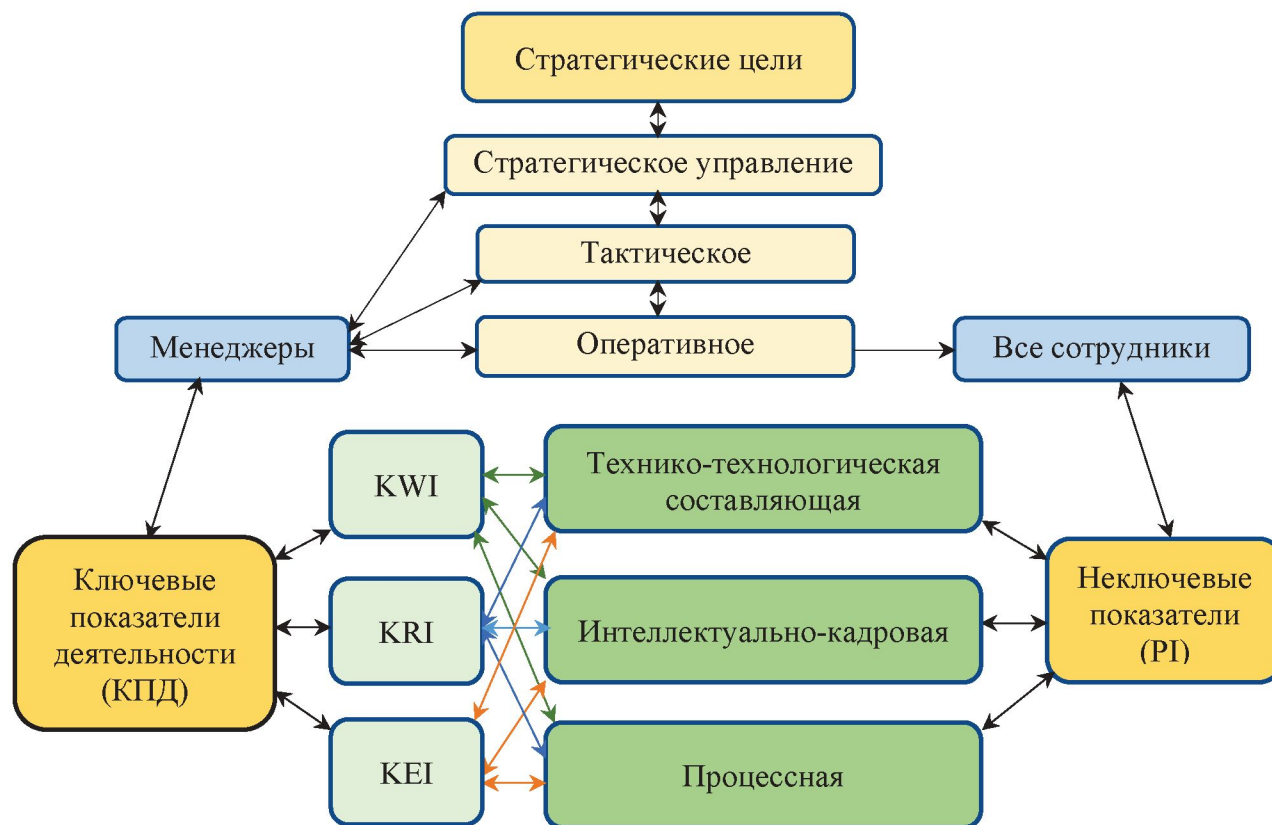 Стратегические цели
Стратегическое управление
Тактическое
Оперативное
Менеджеры
Все сотрудники
KWI
Технико-технологическая
составляющая
Ключевые
показатели
деятельности
(КПД)
KRI
Интеллектуально-кадровая
Неключевые
показатели
(PI)
KEI
Процессная